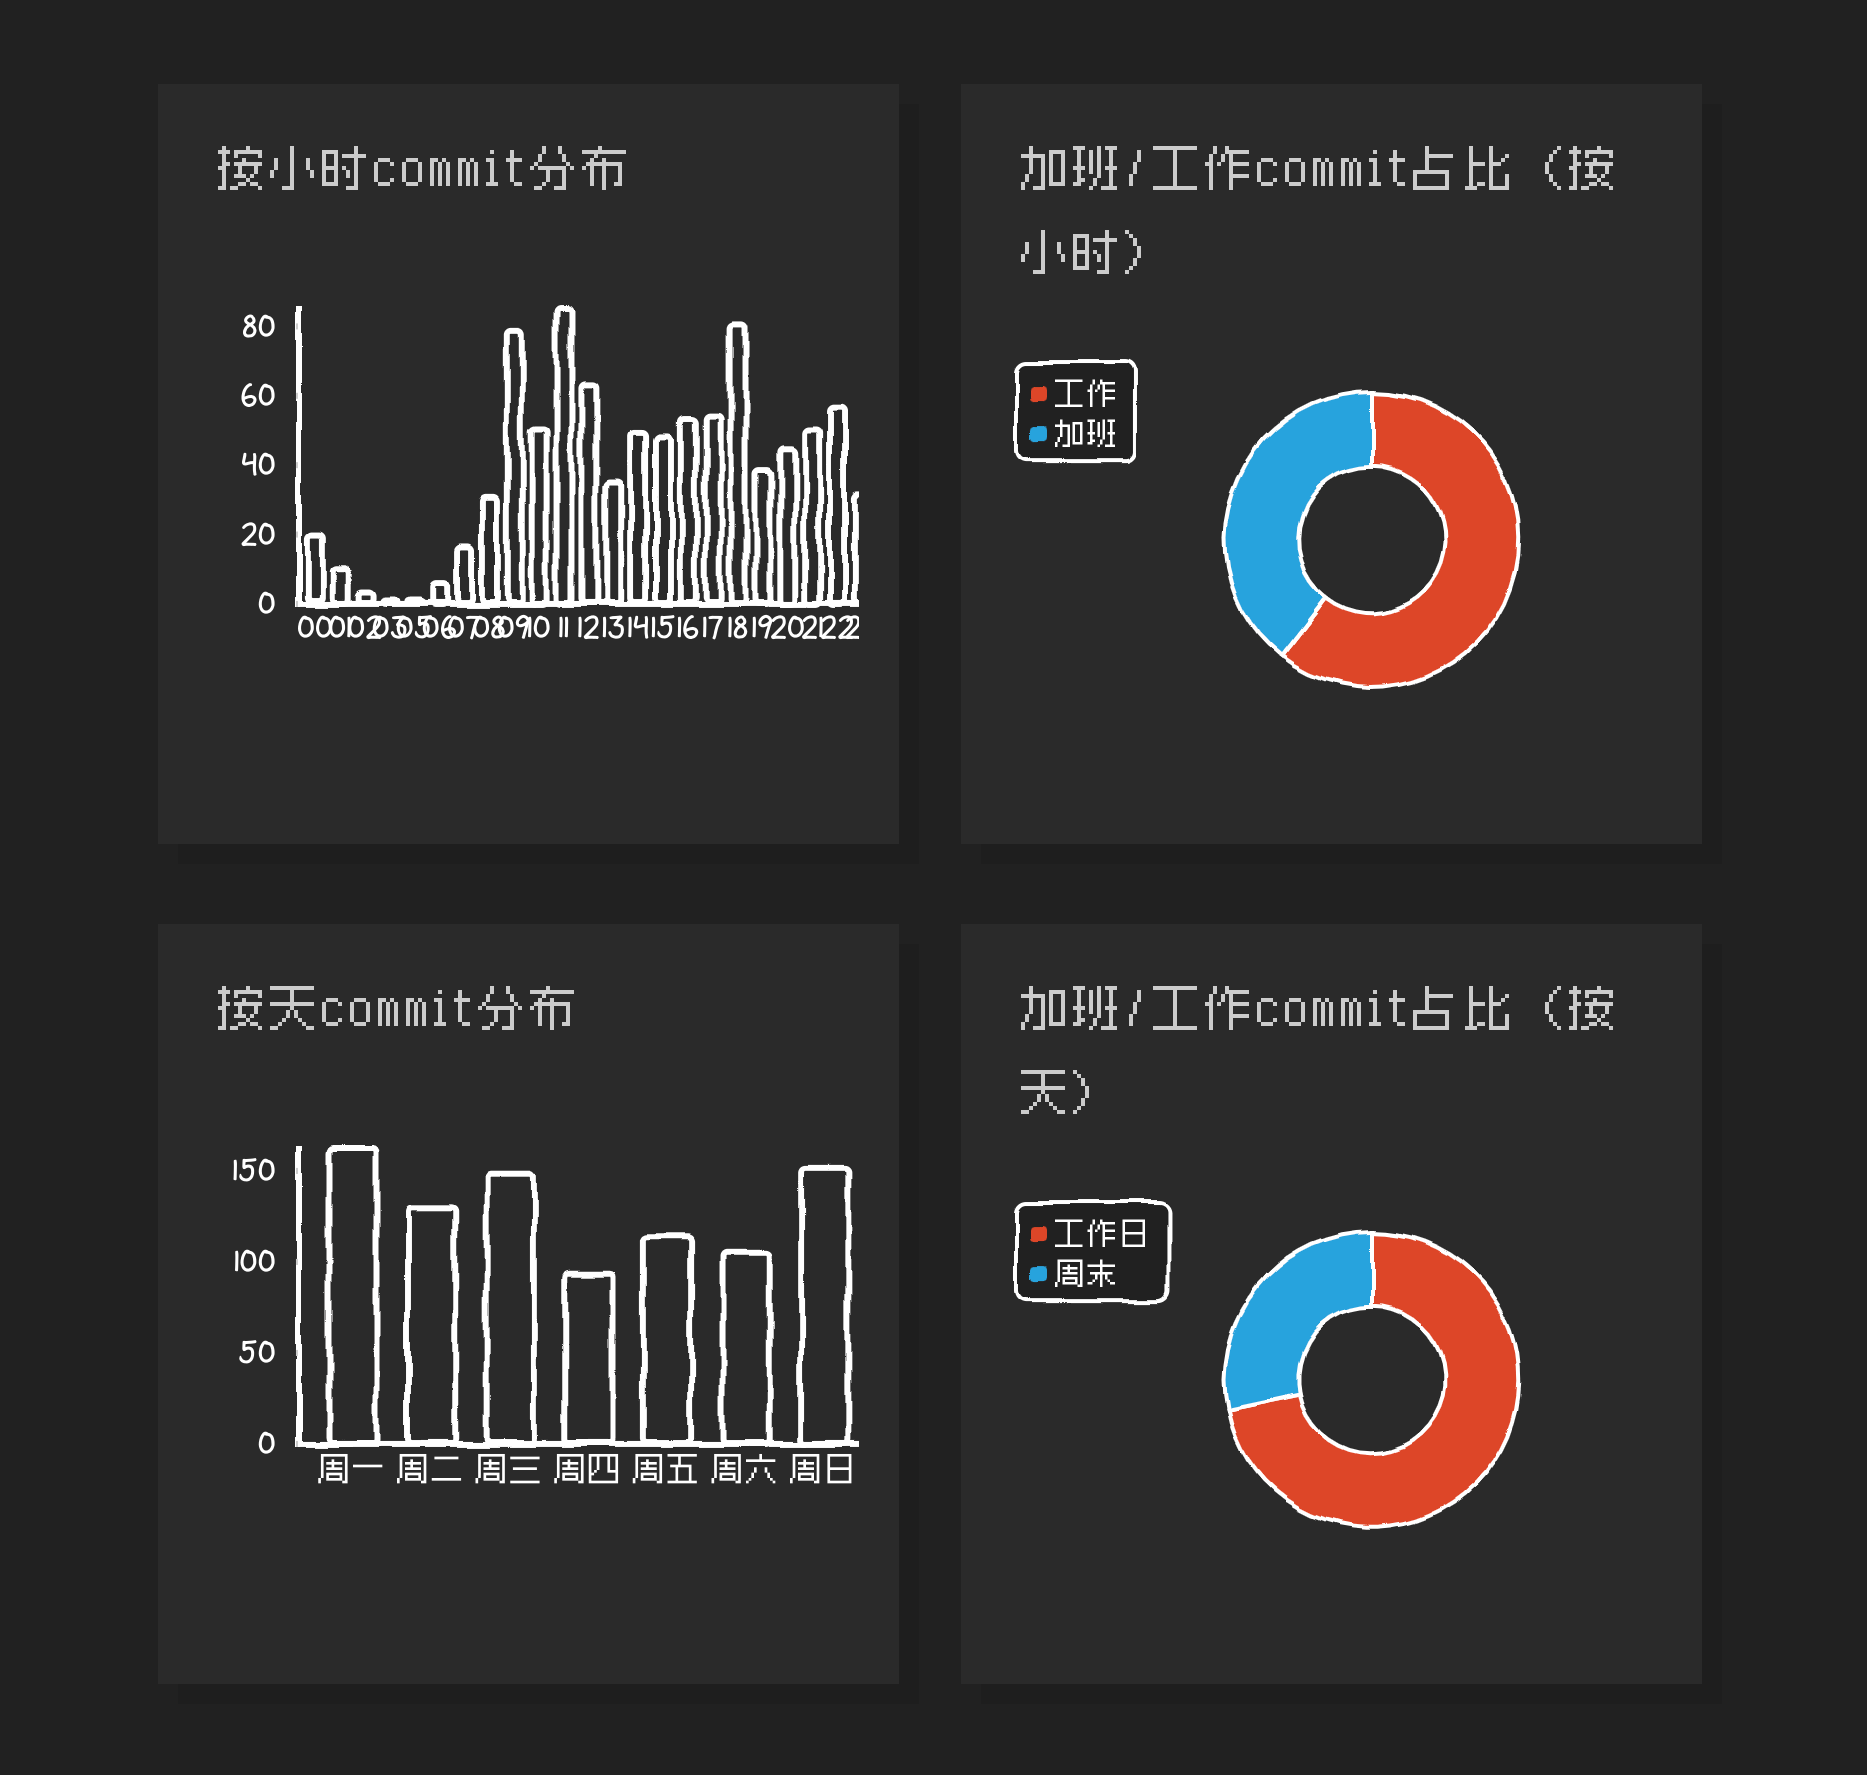 按小时commit分布
80
60
40
20
0
00 01 02 03 05 06 07 08 09 10 11 12 13 14 15 16 17 18 19 20 21 22 2
加班/工作commit占比（按
小时）
工作
加班
按天commit分布
150
100
50
0
周一 周二 周三 周四 周五 周六 周日
加班/工作commit占比（按
天）
工作日
周末